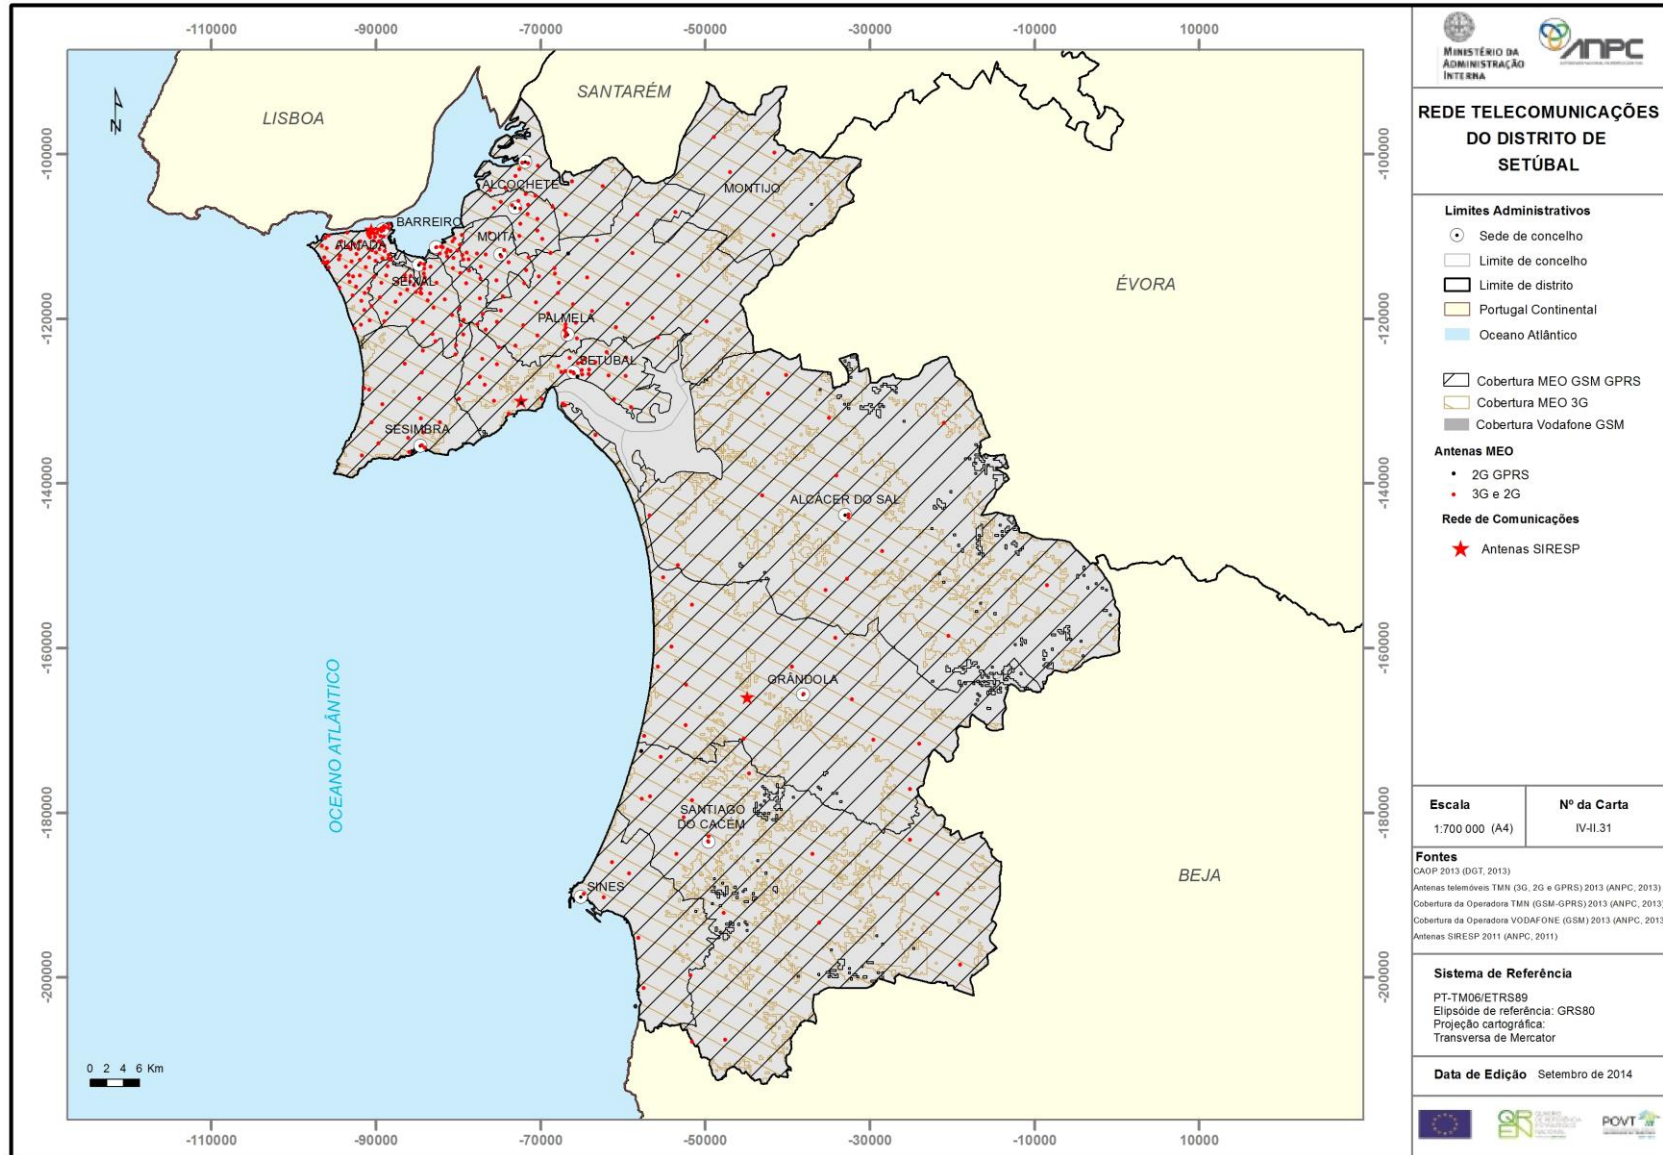 -110000
-90000
-70000
-50000
-30000
-10000
10000
-100000
-120000
-140000
-160000
-180000
-200000
N
LISBOA
SANTARÉM
ÉVORA
BEJA
OCEANO ATLÂNTICO
ALCOCHETE
MONTIJO
BARREIRO
MOITA
ALMADA
SEIXAL
PALMELA
SETÚBAL
SESIMBRA
ALCÁCER DO SAL
GRÂNDOLA
SANTIAGO
DO CACÉM
SINES
0 2 4 6 Km
-100000
-120000
-140000
-160000
-180000
-200000
-110000
-90000
-70000
-50000
-30000
-10000
10000
MINISTÉRIO DA
ADMINISTRAÇÃO
INTERNA
ANPC
REDE TELECOMUNICAÇÕES
DO DISTRITO DE
SETÚBAL
Limites Administrativos
Sede de concelho
Limite de concelho
Limite de distrito
Portugal Continental
Oceano Atlântico
Cobertura MEO GSM GPRS
Cobertura MEO 3G
Cobertura Vodafone GSM
Antenas MEO
2G GPRS
3G e 2G
Rede de Comunicações
Antenas SIRESP
Escala
1:700 000 (A4)
Nº da Carta
IV-II.31
Fontes
CAOP 2013 (DGT, 2013)
Antenas telemóveis TMN (3G, 2G e GPRS) 2013 (ANPC, 2013)
Cobertura da Operadora TMN (GSM-GPRS) 2013 (ANPC, 2013)
Cobertura da Operadora VODAFONE (GSM) 2013 (ANPC, 2013
Antenas SIRESP 2011 (ANPC, 2011)
Sistema de Referência
PT-TM06/ETRS89
Elipsóide de referência: GRS80
Projeção cartográfica:
Transversa de Mercator
Data de Edição Setembro de 2014
QREN
POVT